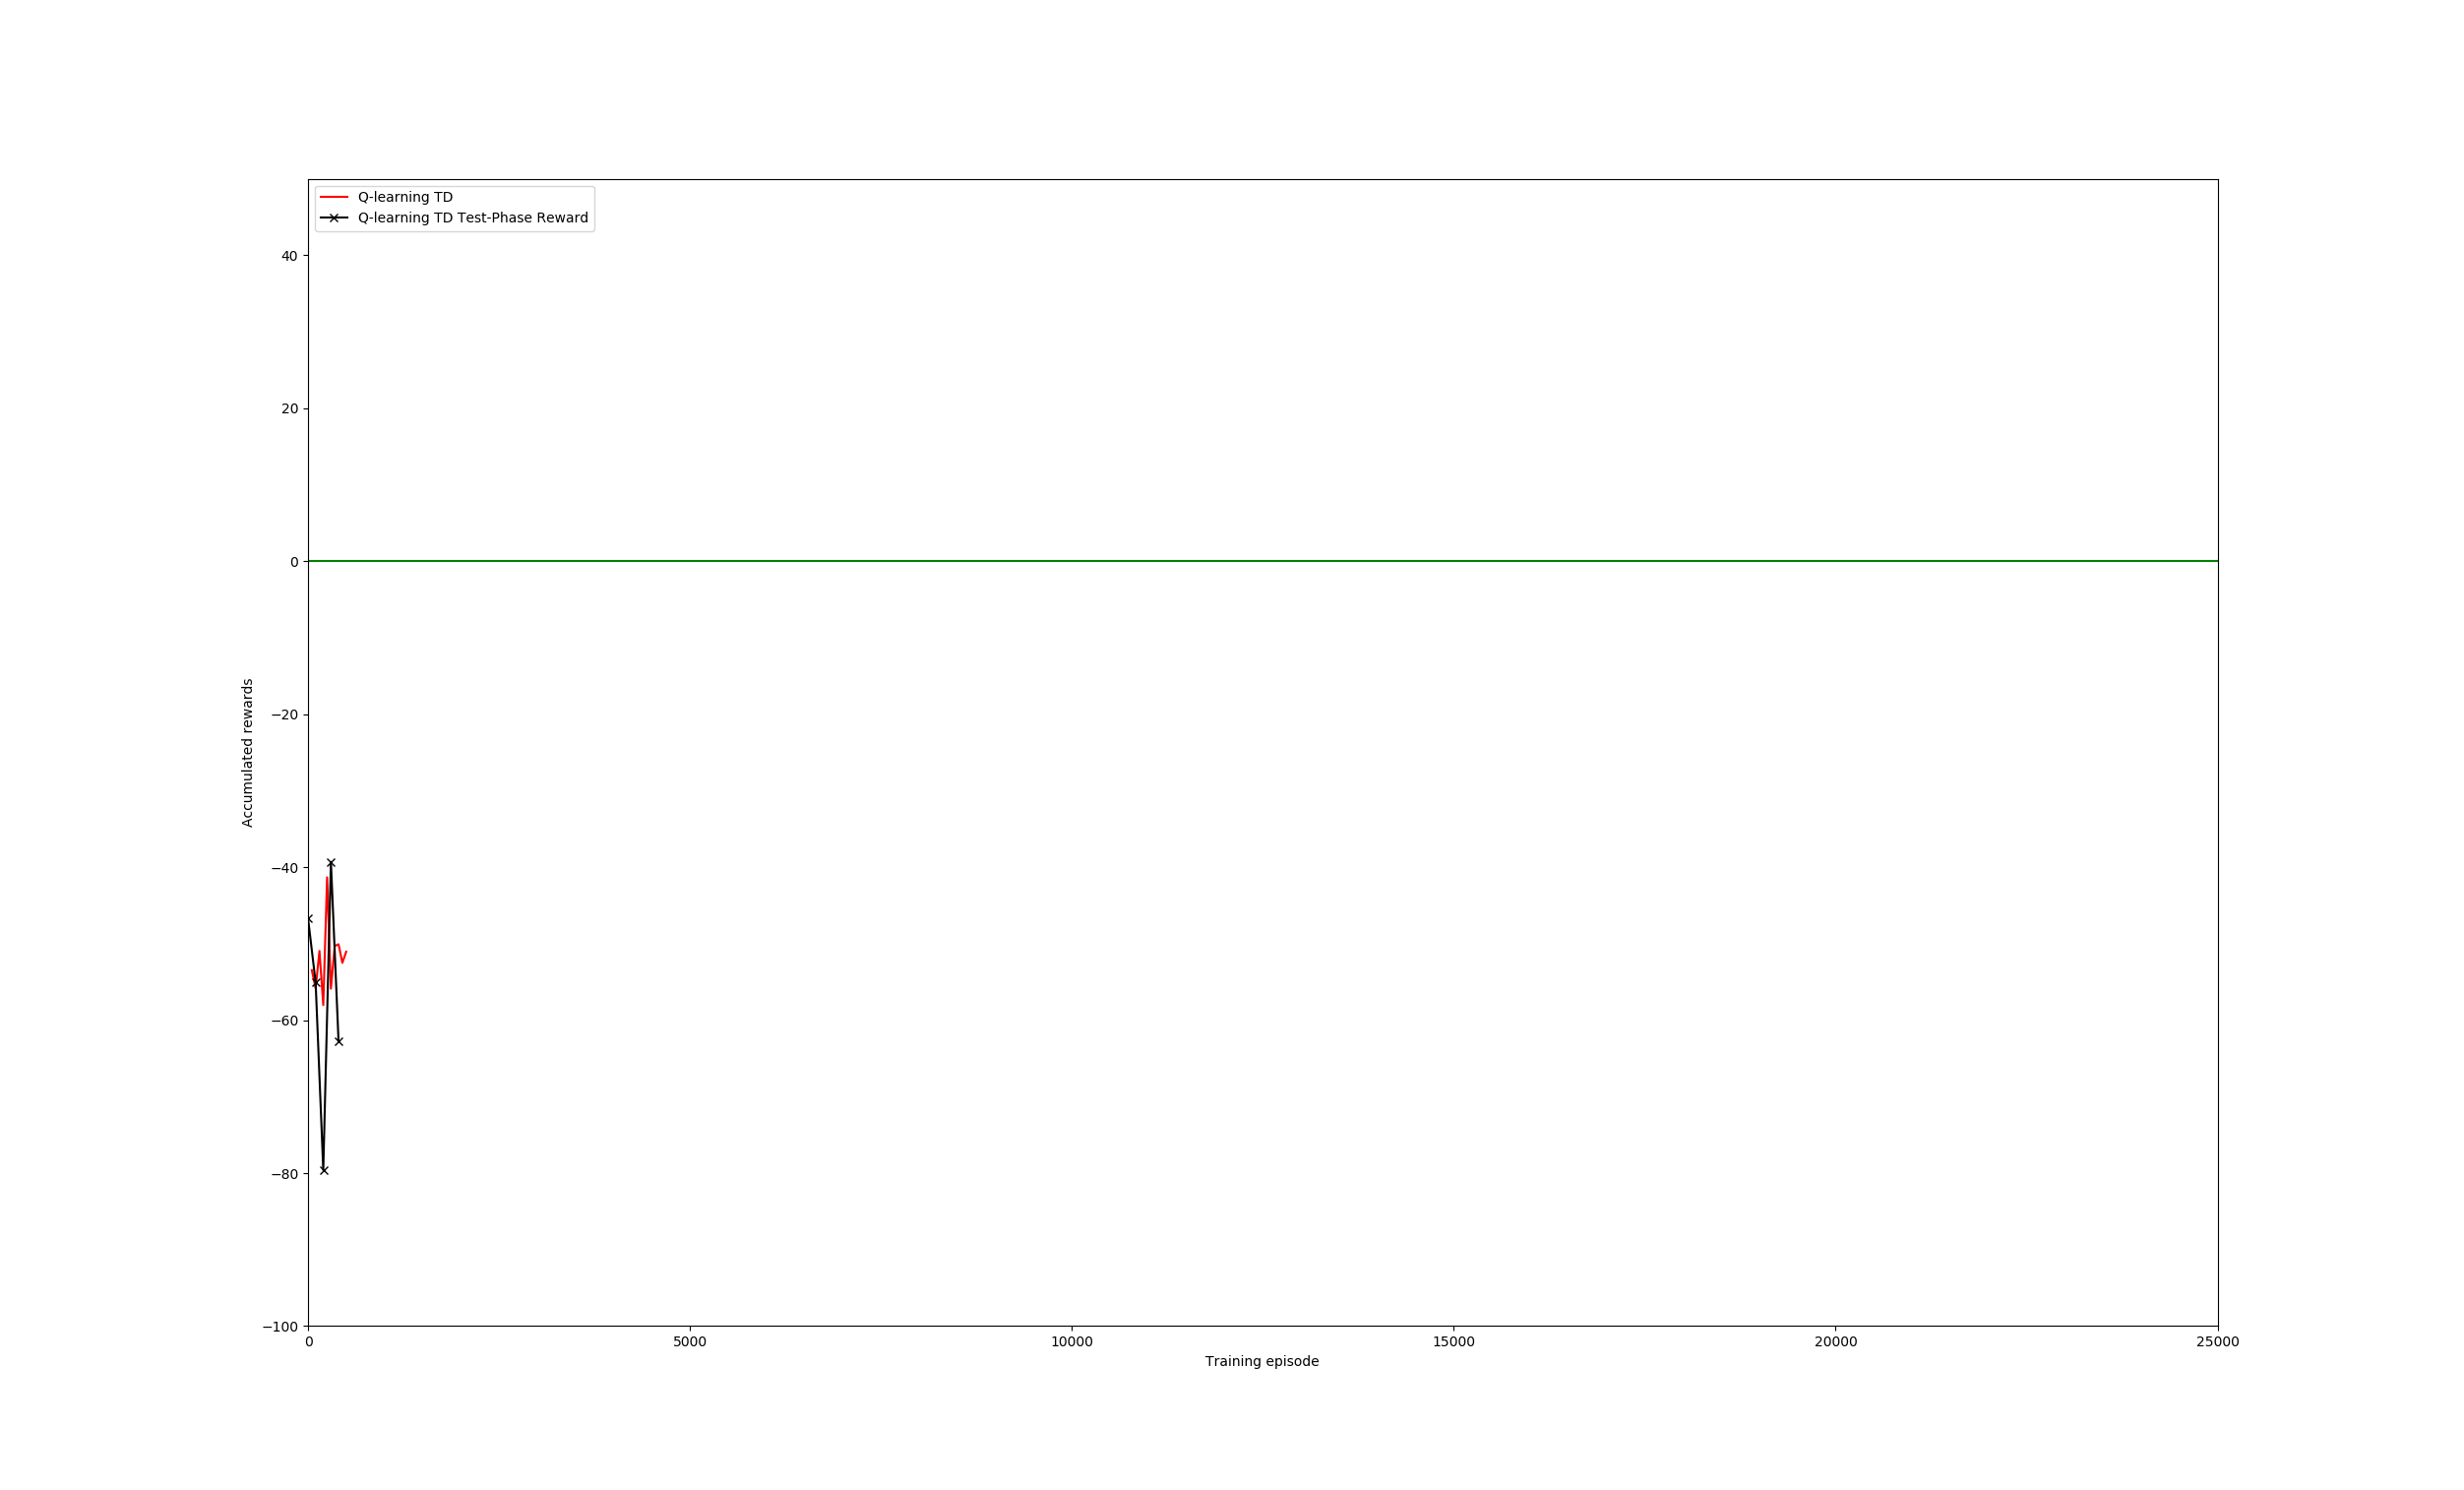 Q-learning TD
Q-learning TD Test-Phase Reward
40
20
0
−20
−40
−60
−80
−100
Accumulated rewards
0 5000 10000 15000 20000 25000
Training episode